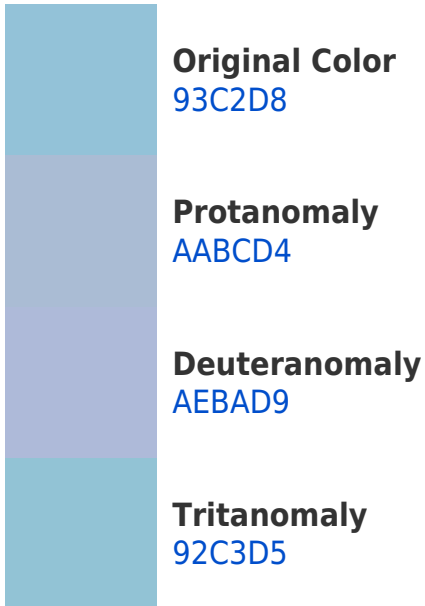 Original Color
93C2D8
Protanomaly
AABCD4
Deuteranomaly
AEBAD9
Tritanomaly
92C3D5